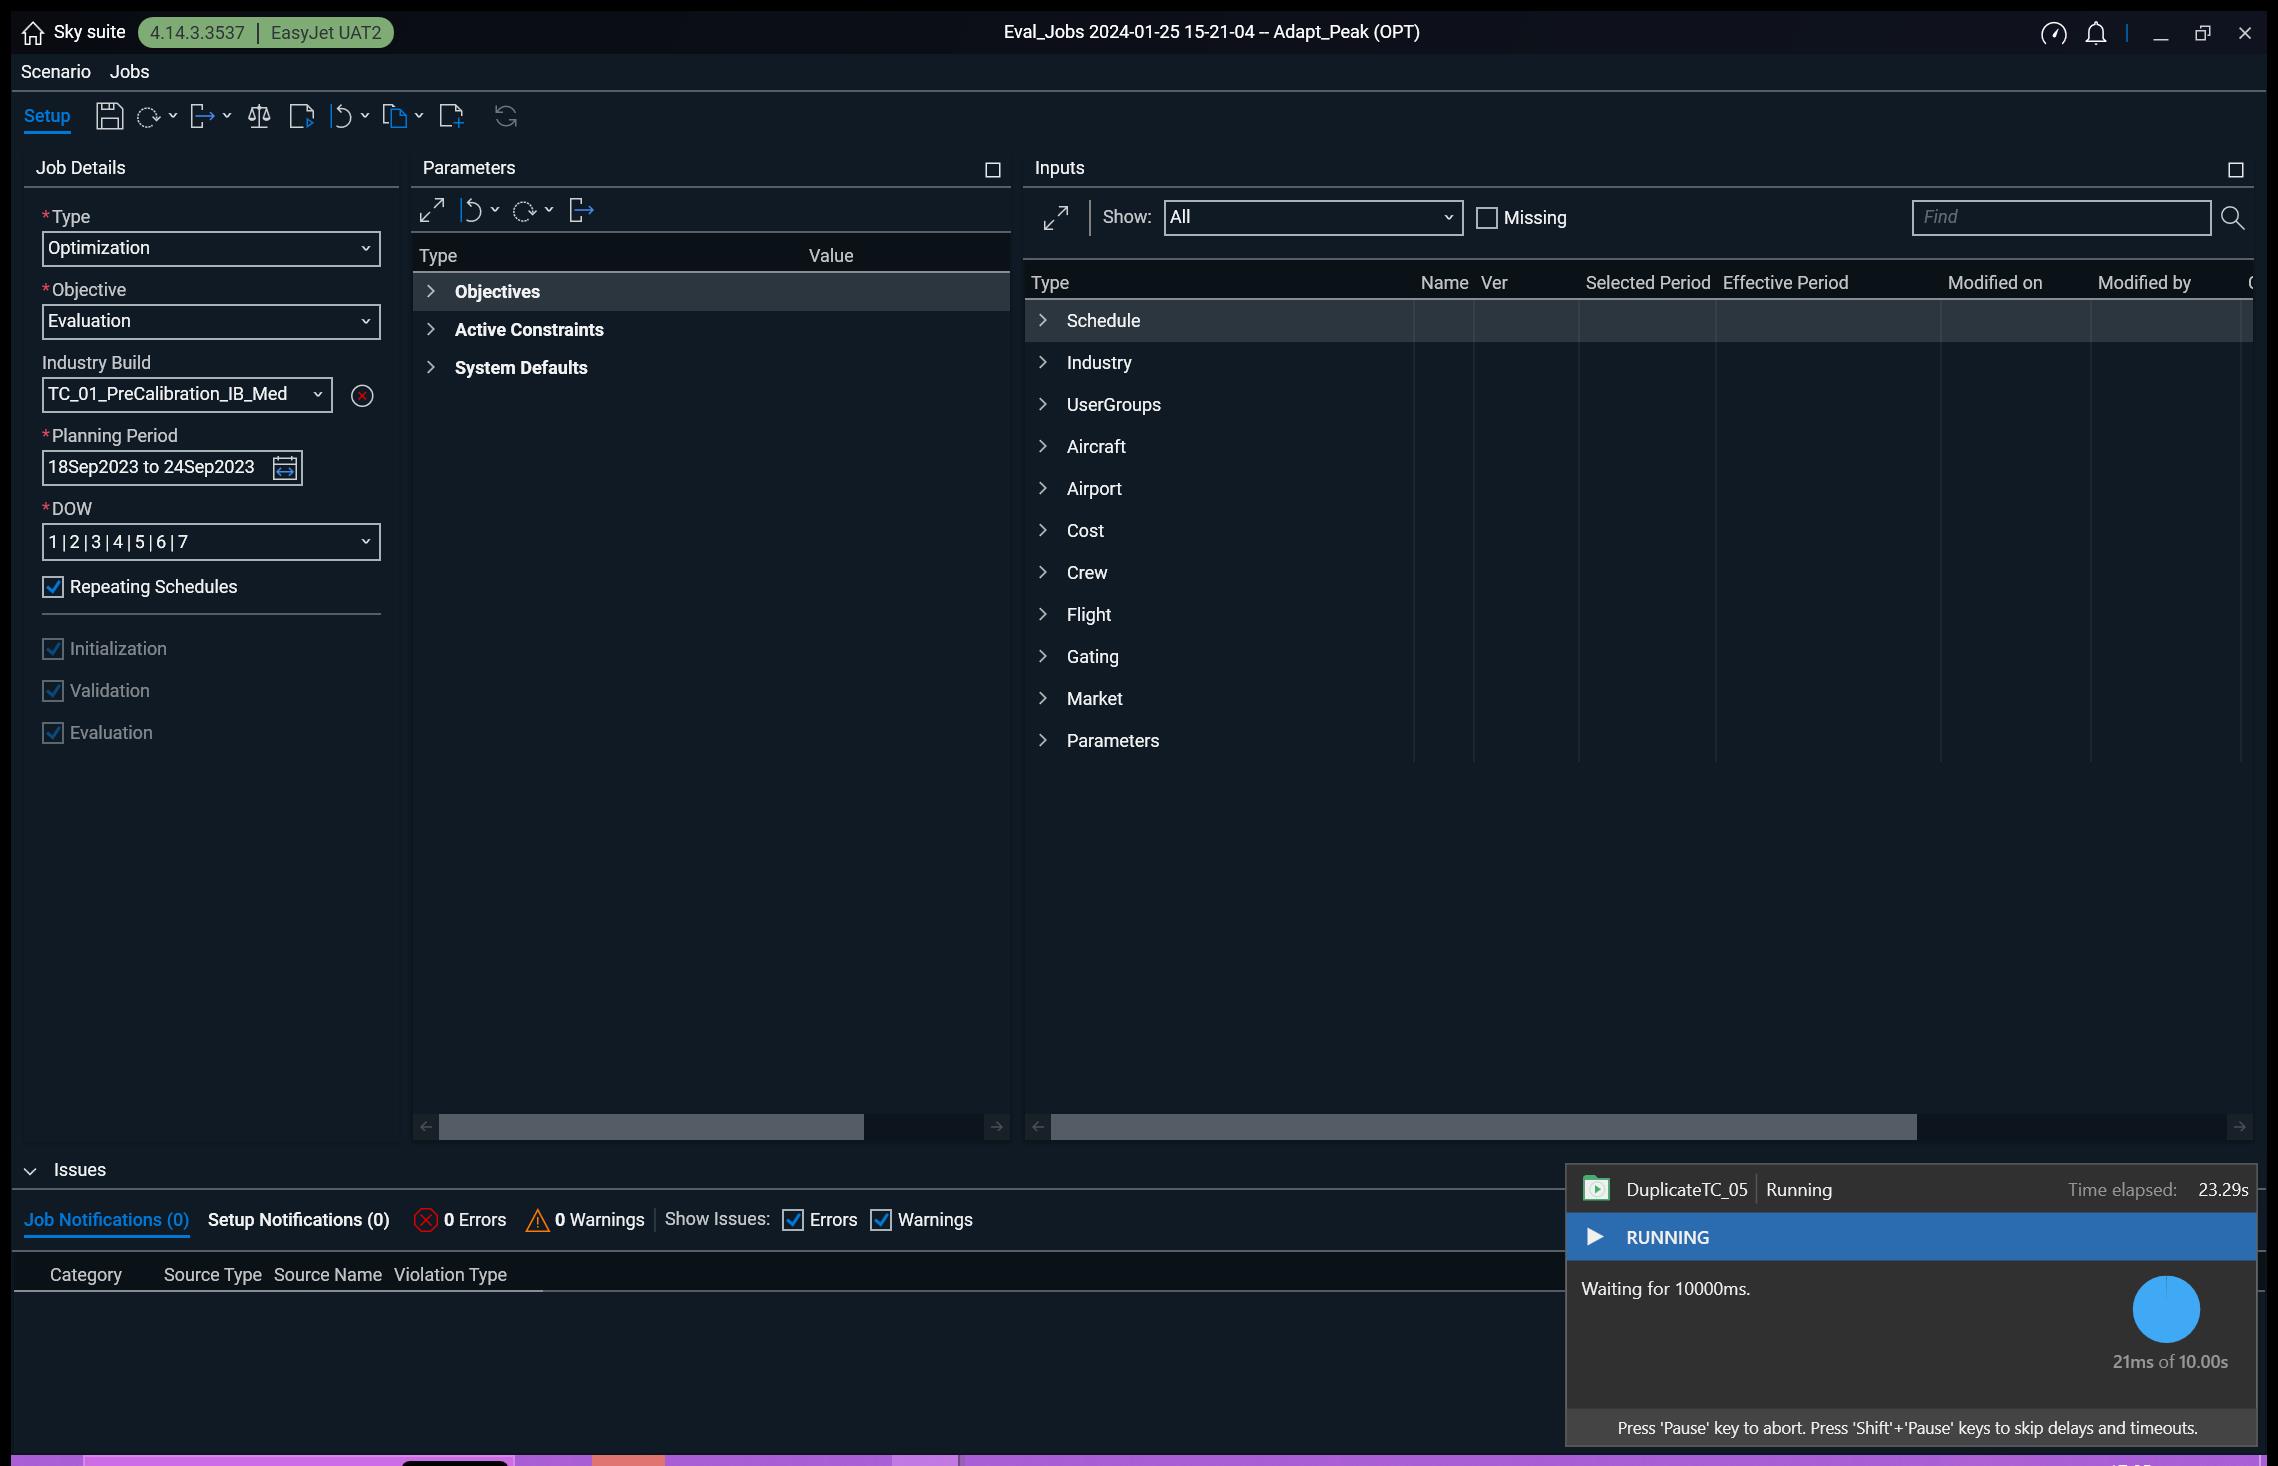 Sky suite 4.14.3.3537 | EasyJet UAT2 Eval_Jobs 2024-01-25 15-21-04 -- Adapt_Peak (OPT)
Scenario Jobs
Setup
Job Details
*Type
Optimization
*Objective
Evaluation
Industry Build
TC_01_PreCalibration_IB_Med
*Planning Period
18Sep2023 to 24Sep2023
*DOW
1 | 2 | 3 | 4 | 5 | 6 | 7
Repeating Schedules
Initialization
Validation
Evaluation
Parameters
Type Value
Objectives
Active Constraints
System Defaults
Inputs
Show: All Missing Find
Type Name Ver Selected Period Effective Period Modified on Modified by
Schedule
Industry
UserGroups
Aircraft
Airport
Cost
Crew
Flight
Gating
Market
Parameters
Issues
Job Notifications (0) Setup Notifications (0) 0 Errors 0 Warnings Show Issues: Errors Warnings
Category Source Type Source Name Violation Type
DuplicateTC_05 Running Time elapsed: 23.29s
RUNNING
Waiting for 10000ms.
21ms of 10.00s
Press 'Pause' key to abort. Press 'Shift'+'Pause' keys to skip delays and timeouts.